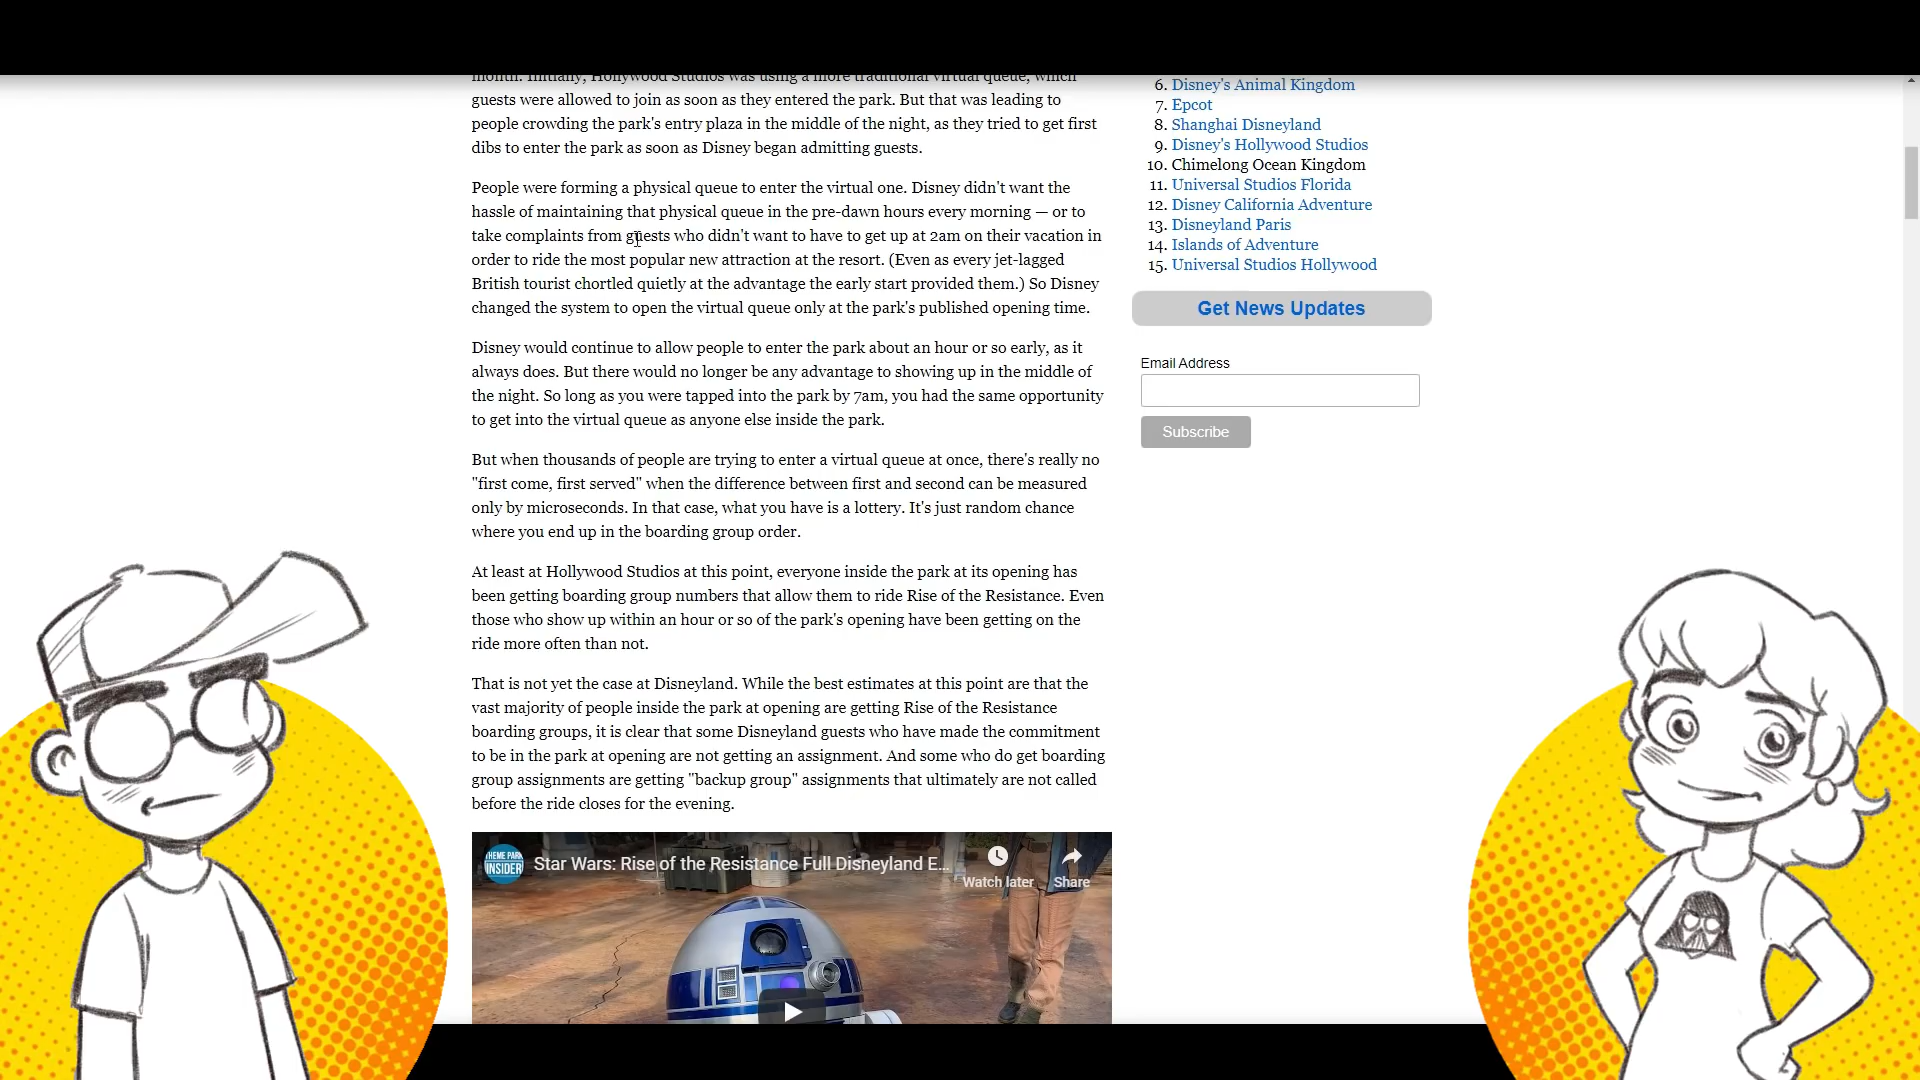 month. Initially, Hollywood Studios was using a more traditional virtual queue, which
guests were allowed to join as soon as they entered the park. But that was leading to
people crowding the park's entry plaza in the middle of the night, as they tried to get first
dibs to enter the park as soon as Disney began admitting guests.
People were forming a physical queue to enter the virtual one. Disney didn't want the
hassle of maintaining that physical queue in the pre-dawn hours every morning — or to
take complaints from guests who didn't want to have to get up at 2am on their vacation in
order to ride the most popular new attraction at the resort. (Even as every jet-lagged
British tourist chortled quietly at the advantage the early start provided them.) So Disney
changed the system to open the virtual queue only at the park's published opening time.
Disney would continue to allow people to enter the park about an hour or so early, as it
always does. But there would no longer be any advantage to showing up in the middle of
the night. So long as you were tapped into the park by 7am, you had the same opportunity
to get into the virtual queue as anyone else inside the park.
But when thousands of people are trying to enter a virtual queue at once, there's really no
"first come, first served" when the difference between first and second can be measured
only by microseconds. In that case, what you have is a lottery. It's just random chance
where you end up in the boarding group order.
At least at Hollywood Studios at this point, everyone inside the park at its opening has
been getting boarding group numbers that allow them to ride Rise of the Resistance. Even
those who show up within an hour or so of the park's opening have been getting on the
ride more often than not.
That is not yet the case at Disneyland. While the best estimates at this point are that the
vast majority of people inside the park at opening are getting Rise of the Resistance
boarding groups, it is clear that some Disneyland guests who have made the commitment
to be in the park at opening are not getting an assignment. And some who do get boarding
group assignments are getting "backup group" assignments that ultimately are not called
before the ride closes for the evening.
THEME PARK
INSIDER
Star Wars: Rise of the Resistance Full Disneyland E...
Watch later
Share
6. Disney's Animal Kingdom
7. Epcot
8. Shanghai Disneyland
9. Disney's Hollywood Studios
10. Chimelong Ocean Kingdom
11. Universal Studios Florida
12. Disney California Adventure
13. Disneyland Paris
14. Islands of Adventure
15. Universal Studios Hollywood
Get News Updates
Email Address
Subscribe